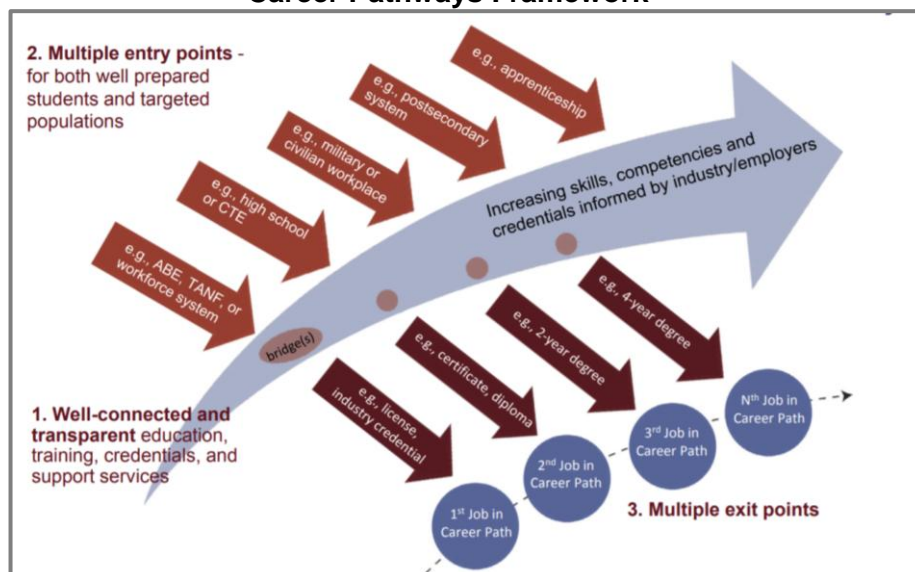 Career Pathways Framework
2. Multiple entry points -
for both well prepared
students and targeted
populations
e.g., ABE, TANF, or
workforce system
e.g., high school
or CTE
e.g., military or
civilian workplace
e.g., postsecondary
system
e.g., apprenticeship
Increasing skills, competencies and
credentials informed by industry/employers
bridge(s)
1. Well-connected and
transparent education,
training, credentials, and
support services
e.g., license,
industry credential
e.g., certificate, diploma
e.g., 2-year degree
e.g., 4-year degree
1st Job in
Career Path
2nd Job in
Career Path
3rd Job in
Career Path
Nth Job in
Career Path
3. Multiple exit points